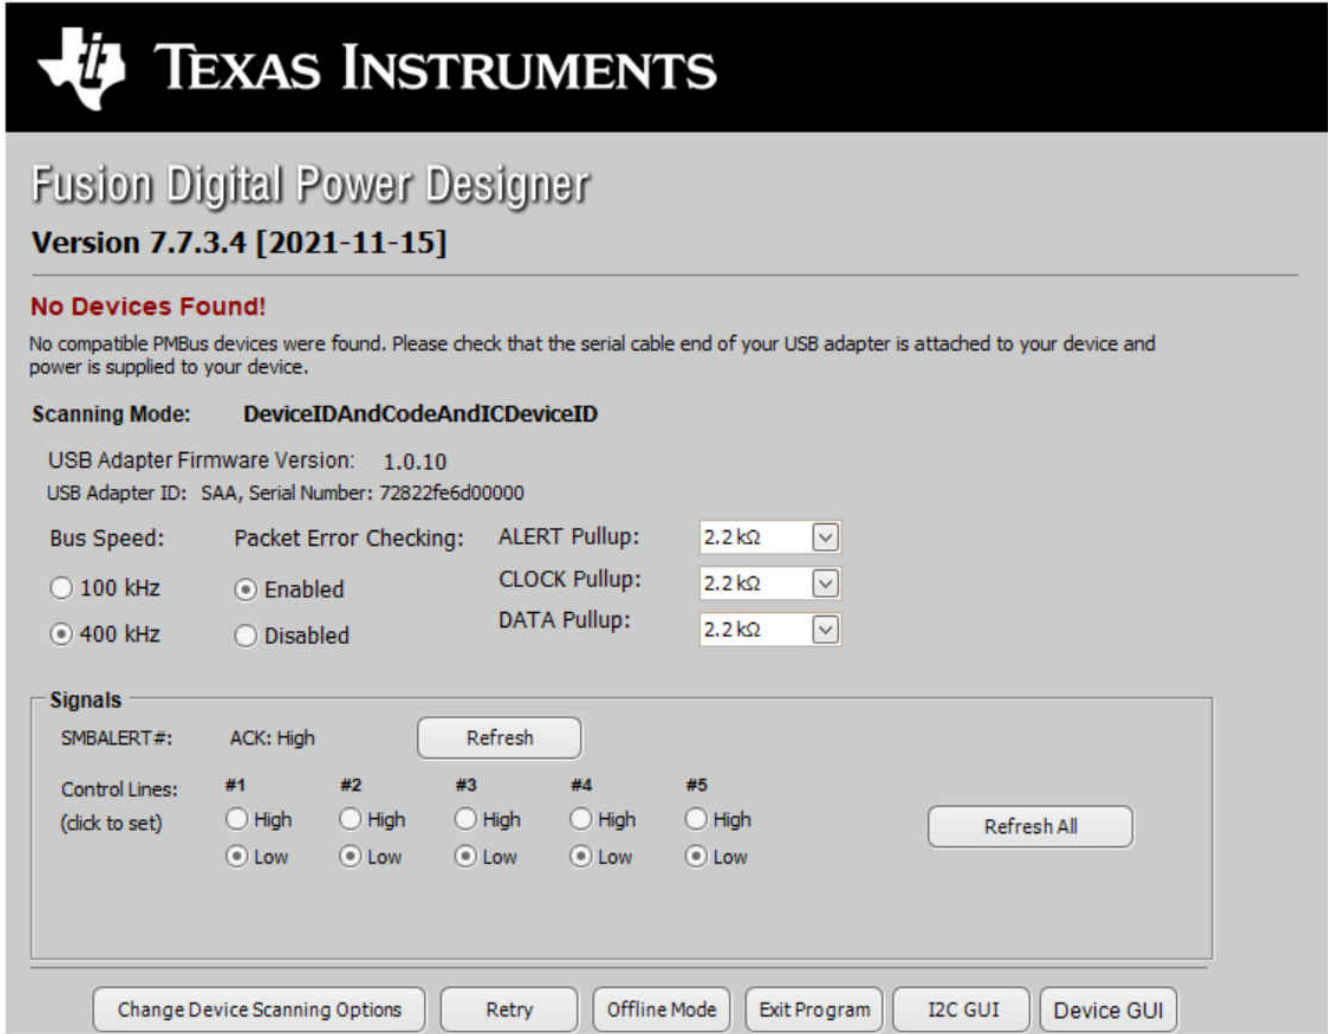 TEXAS INSTRUMENTS
Fusion Digital Power Designer
Version 7.7.3.4 [2021-11-15]
No Devices Found!
No compatible PMBus devices were found. Please check that the serial cable end of your USB adapter is attached to your device and
power is supplied to your device.
Scanning Mode: DeviceIDAndCodeAndICDeviceID
USB Adapter Firmware Version: 1.0.10
USB Adapter ID: SAA, Serial Number: 72822fe6d00000
Bus Speed: Packet Error Checking: ALERT Pullup: 2.2 kΩ
100 kHz Enabled CLOCK Pullup: 2.2 kΩ
400 kHz Disabled DATA Pullup: 2.2 kΩ
Signals
SMBALERT#: ACK: High Refresh
Control Lines: #1 #2 #3 #4 #5
(click to set) High High High High High Refresh All
Low Low Low Low Low
Change Device Scanning Options Retry Offline Mode Exit Program I2C GUI Device GUI